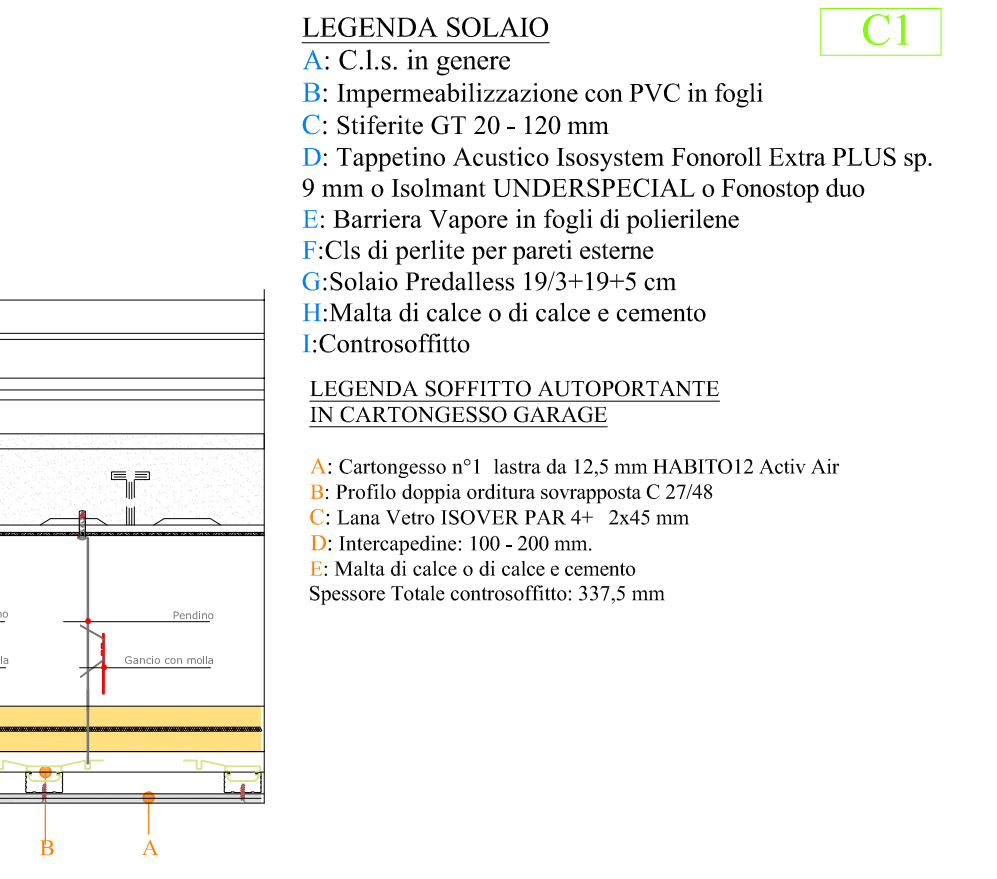 LEGENDA SOLAIO
C1
A: C.l.s. in genere
B: Impermeabilizzazione con PVC in fogli
C: Stiferite GT 20 - 120 mm
D: Tappetino Acustico Isosystem Fonoroll Extra PLUS sp.
9 mm o Isolmant UNDERSPECIAL o Fonostop duo
E: Barriera Vapore in fogli di polierilene
F:Cls di perlite per pareti esterne
G:Solaio Predalless 19/3+19+5 cm
H:Malta di calce o di calce e cemento
I:Controsoffitto
LEGENDA SOFFITTO AUTOPORTANTE
IN CARTONGESSO GARAGE
A: Cartongesso n°1 lastra da 12,5 mm HABITO12 Activ Air
B: Profilo doppia orditura sovrapposta C 27/48
C: Lana Vetro ISOVER PAR 4+ 2x45 mm
D: Intercapedine: 100 - 200 mm.
E: Malta di calce o di calce e cemento
Spessore Totale controsoffitto: 337,5 mm
Pendino
Gancio con molla
B
A